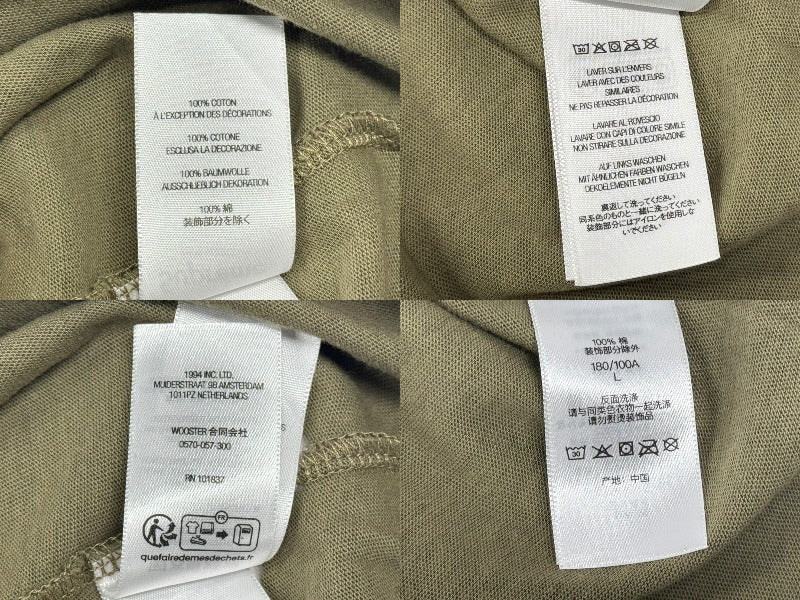 100% COTON
À L'EXCEPTION DES DÉCORATIONS
100% COTONE
ESCLUSA LA DECORAZIONE
100% BAUMWOLLE
AUSSCHLIEßLICH DEKORATION
100% 綿
装飾部分を除く
30
LAVER SUR L'ENVERS
LAVER AVEC DES COULEURS
SIMILAIRES
NE PAS REPASSER LA DÉCORATION
LAVARE AL ROVESCIO
LAVARE CON CAPI DI COLORE SIMILE
NON STIRARE SULLA DECORAZIONE
AUF LINKS WASCHEN
MIT ÄHNLICHEN FARBEN WASCHEN
DEKOELEMENTE NICHT BÜGELN
裏返して洗ってください
同系色のものと一緒に洗ってください
装飾部分にはアイロンを使用しな
いでください
1994 INC. LTD.
MUIDERSTRAAT 9B AMSTERDAM
1011PZ NETHERLANDS
WOOSTER 合同会社
0570-057-300
RN 101837
FR
quefairedemesdechets.fr
100% 棉
装饰部分除外
180/100A
L
反面洗涤
请与同类色衣物一起洗涤
请勿熨烫装饰品
30
产地：中国